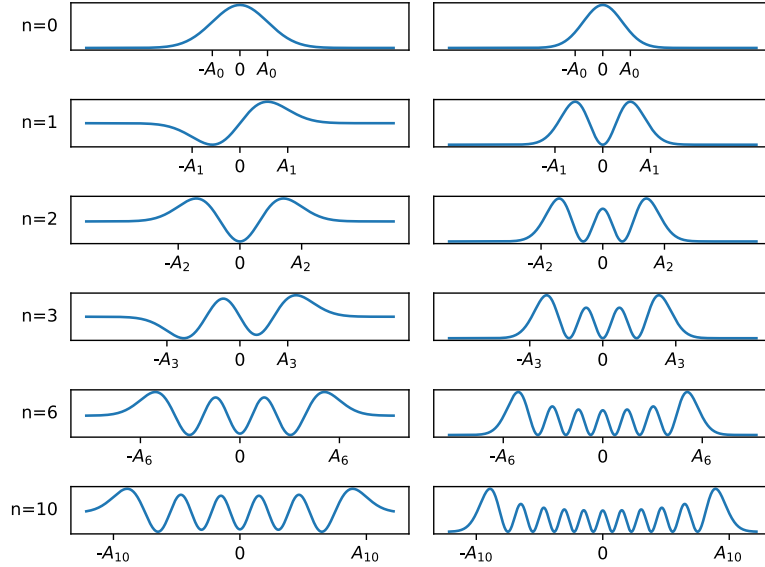 n=0
-A₀ 0 A₀ -A₀ 0 A₀
n=1
-A₁ 0 A₁ -A₁ 0 A₁
n=2
-A₂ 0 A₂ -A₂ 0 A₂
n=3
-A₃ 0 A₃ -A₃ 0 A₃
n=6
-A₆ 0 A₆ -A₆ 0 A₆
n=10
-A₁₀ 0 A₁₀ -A₁₀ 0 A₁₀